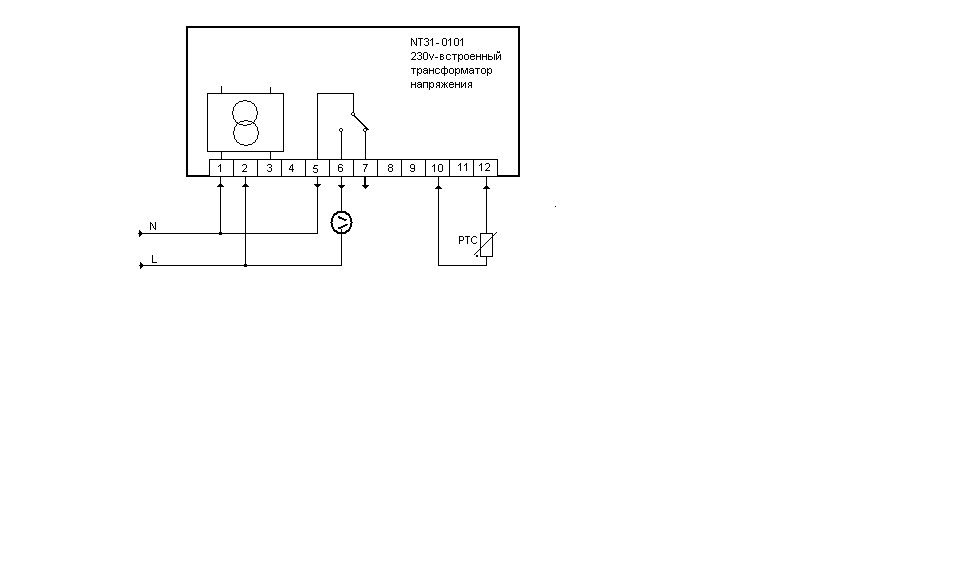 NT31-0101
230v-встроенный
трансформатор
напряжения
1 2 3 4 5 6 7 8 9 10 11 12
N
PTC
L